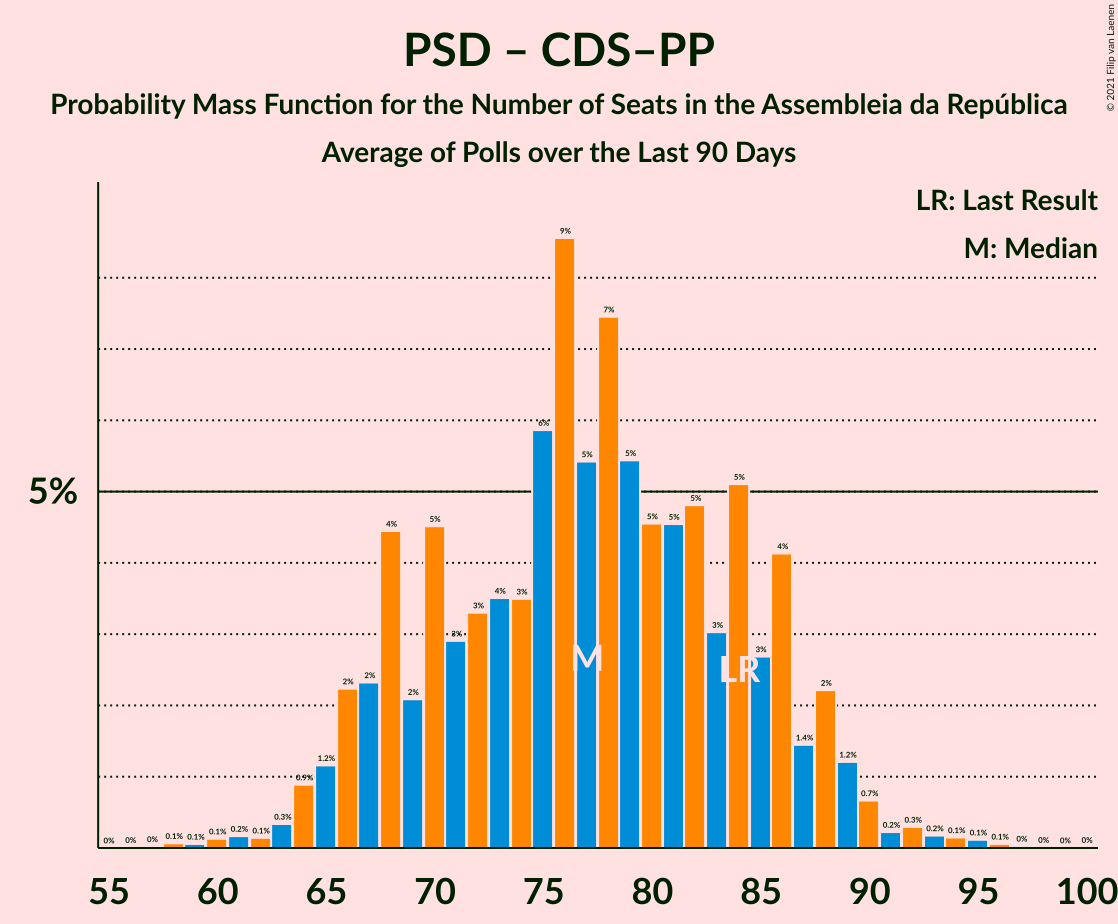 PSD – CDS–PP
Probability Mass Function for the Number of Seats in the Assembleia da República
Average of Polls over the Last 90 Days
© 2021 Filip van Laenen
LR: Last Result
M: Median
5%
0% 0% 0% 0.1% 0.1% 0.1% 0.2% 0.1% 0.3% 0.9% 1.2% 2% 2% 4% 2% 5% 3% 3% 4% 3% 6% 9% 5% 7% 5% 5% 5% 5% 3% 5% 3% 4% 1.4% 2% 1.2% 0.7% 0.2% 0.3% 0.2% 0.1% 0.1% 0.1% 0% 0% 0% 0%
M LR
55 60 65 70 75 80 85 90 95 100